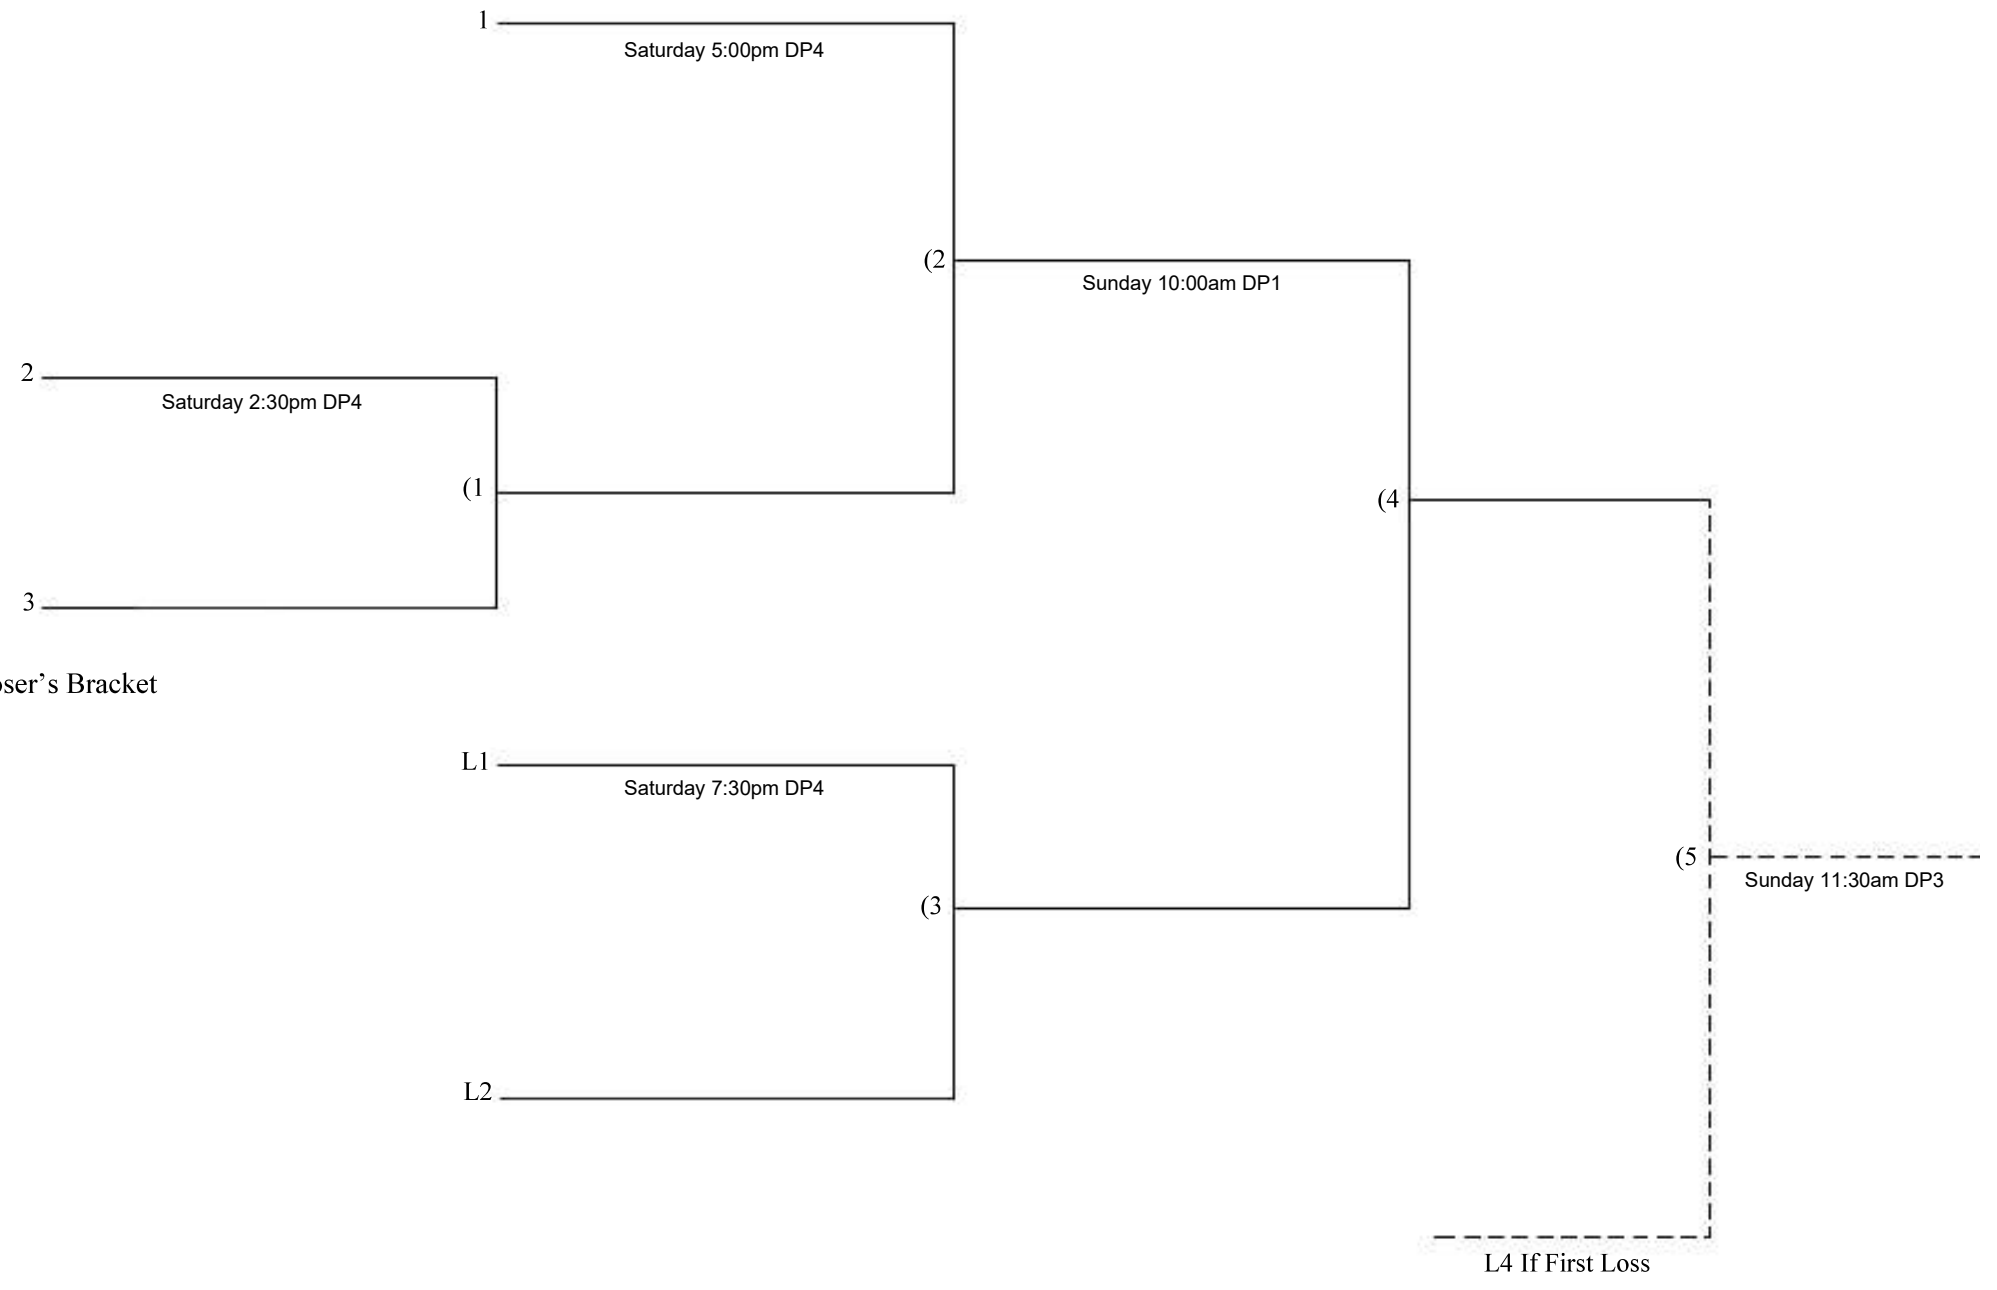 1
Saturday 5:00pm DP4
(2
Sunday 10:00am DP1
2
Saturday 2:30pm DP4
(1
(4
3
oser’s Bracket
L1
Saturday 7:30pm DP4
(5
Sunday 11:30am DP3
(3
L2
L4 If First Loss